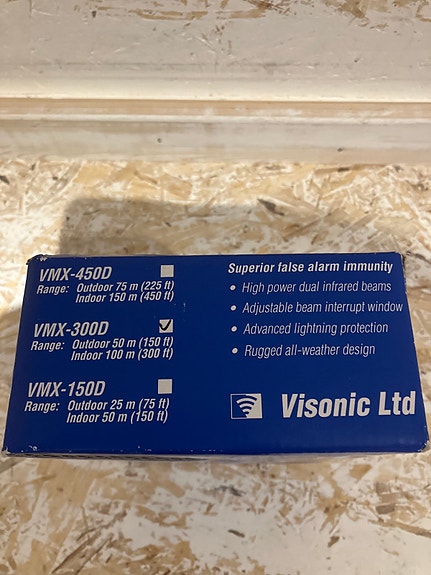 VMX-450D
Range: Outdoor 75 m (225 ft)
Indoor 150 m (450 ft)
VMX-300D
Range: Outdoor 50 m (150 ft)
Indoor 100 m (300 ft)
VMX-150D
Range: Outdoor 25 m (75 ft)
Indoor 50 m (150 ft)
Superior false alarm immunity
• High power dual infrared beams
• Adjustable beam interrupt window
• Advanced lightning protection
• Rugged all-weather design
Visonic Ltd